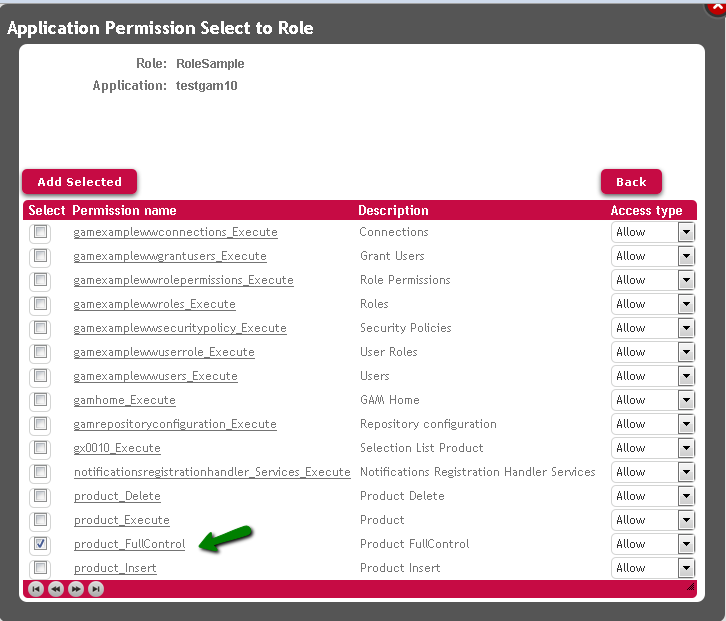 Application Permission Select to Role
Role: RoleSample
Application: testgam10
Add Selected Back
Select Permission name Description Access type
gamexamplewwconnections_Execute Connections Allow
gamexamplewwgrantusers_Execute Grant Users Allow
gamexamplewwrolepermissions_Execute Role Permissions Allow
gamexamplewwroles_Execute Roles Allow
gamexamplewwsecuritypolicy_Execute Security Policies Allow
gamexamplewwuserrole_Execute User Roles Allow
gamexamplewwusers_Execute Users Allow
gamhome_Execute GAM Home Allow
gamrepositoryconfiguration_Execute Repository configuration Allow
gx0010_Execute Selection List Product Allow
notificationsregistrationhandler_Services_Execute Notifications Registration Handler Services Allow
product_Delete Product Delete Allow
product_Execute Product Allow
product_FullControl Product FullControl Allow
product_Insert Product Insert Allow